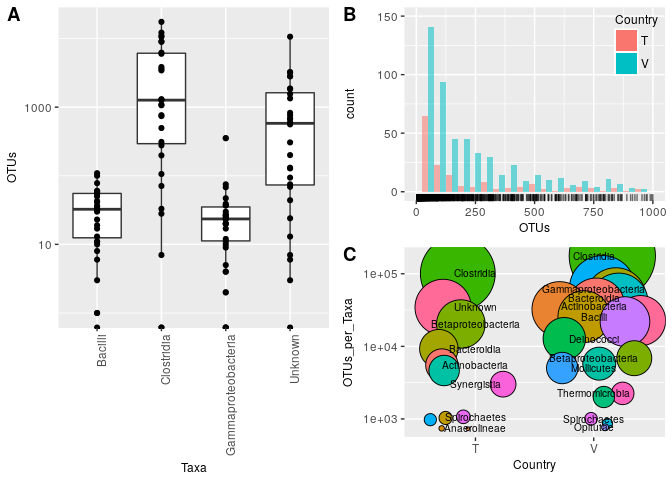 A
OTUs
1000
10
Bacilli
Clostridia
Gammaproteobacteria
Unknown
Taxa
B
count
150
100
50
0
0
250
500
750
1000
OTUs
Country
T
V
C
OTUs_per_Taxa
1e+05
1e+04
1e+03
Clostridia
Unknown
Betaproteobacteria
Bacteroidia
Actinobacteria
Synergistia
Spirochaetes
Anaerolineae
Clostridia
Gammaproteobacteria
Bacteroidia
Actinobacteria
Bacilli
Deinococci
Betaproteobacteria
Mollicutes
Thermomicrobia
Spirochaetes
Opitutae
T
V
Country